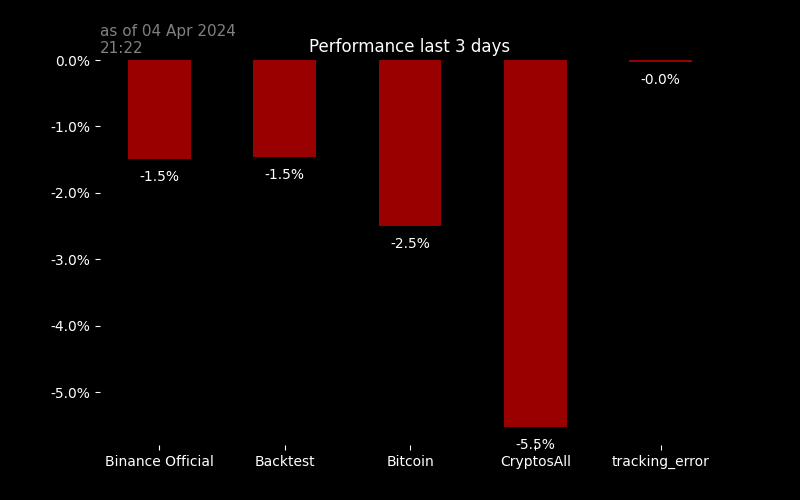 as of 04 Apr 2024
21:22
Performance last 3 days
0.0%
-1.0%
-2.0%
-3.0%
-4.0%
-5.0%
-1.5%
-1.5%
-2.5%
-5.5%
-0.0%
Binance Official
Backtest
Bitcoin
CryptosAll
tracking_error